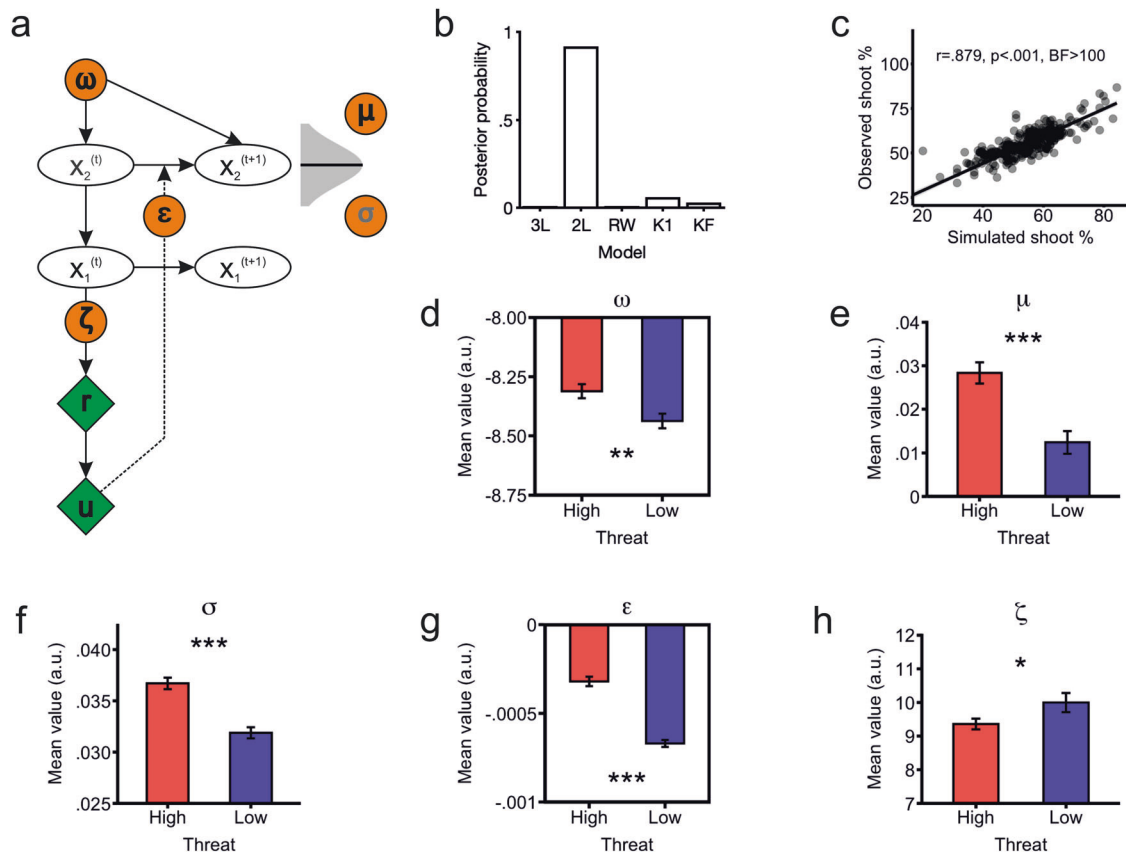 a
ω
μ
X₂⁽ᵗ⁾
X₂⁽ᵗ⁺¹⁾
ε
σ
X₁⁽ᵗ⁾
X₁⁽ᵗ⁺¹⁾
ζ
r
u
b
Posterior probability
1
.5
0
3L 2L RW K1 KF
Model
c
r=.879, p<.001, BF>100
Observed shoot %
100
75
50
25
20 40 60 80
Simulated shoot %
d
ω
Mean value (a.u.)
-8.00
-8.25
-8.50
-8.75
**
High Low
Threat
e
μ
Mean value (a.u.)
.04
.03
.02
.01
0
***
High Low
Threat
f
σ
Mean value (a.u.)
.040
.035
.030
.025
***
High Low
Threat
g
ε
Mean value (a.u.)
0
-.0005
-.001
***
High Low
Threat
h
ζ
Mean value (a.u.)
12
11
10
9
8
7
*
High Low
Threat